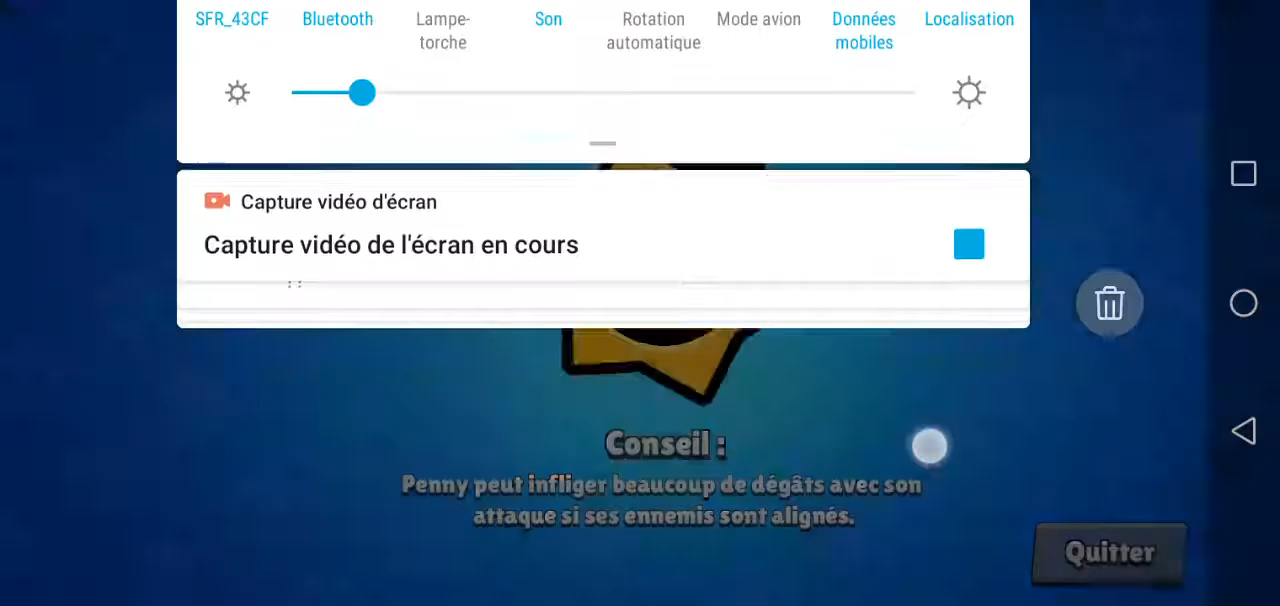 SFR_43CF Bluetooth Lampe- Son Rotation Mode avion Données Localisation
torche automatique mobiles
Capture vidéo d'écran
Capture vidéo de l'écran en cours
Conseil :
Penny peut infliger beaucoup de dégâts avec son
attaque si ses ennemis sont alignés.
Quitter